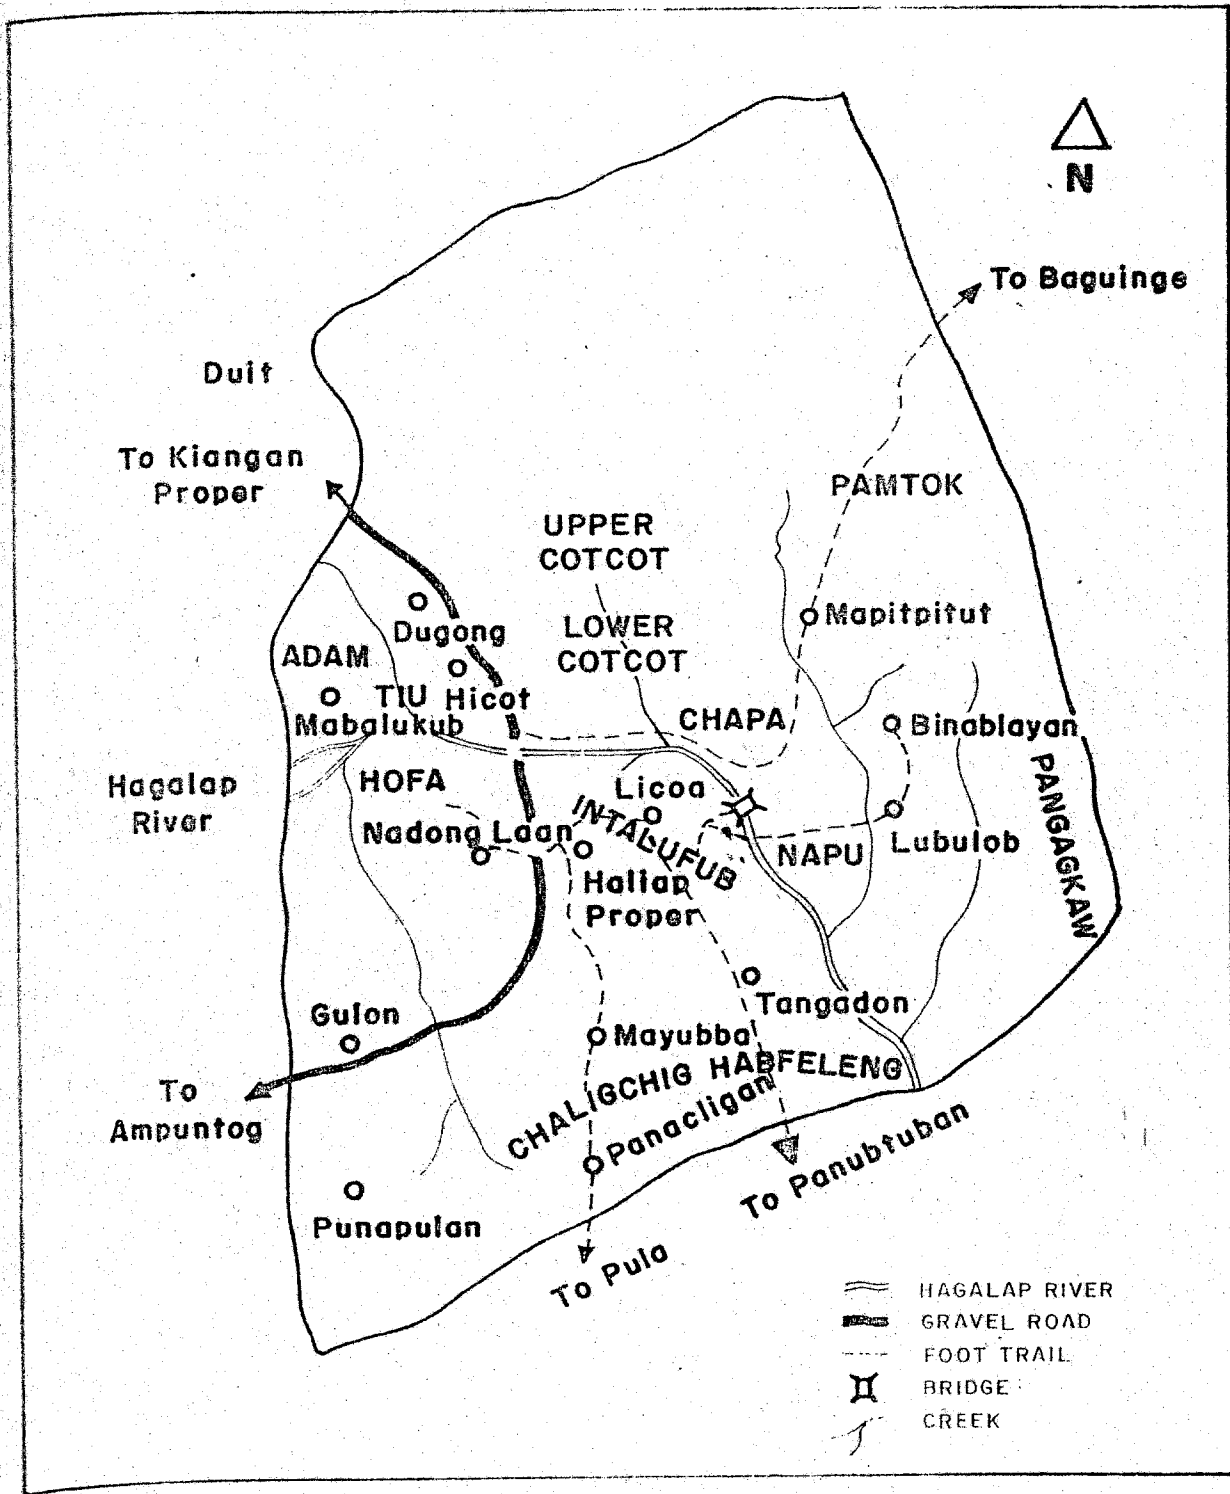 N
To Baguinge
Duit
To Kiangan
Proper
PAMTOK
UPPER
COTCOT
LOWER
COTCOT
Mapitpitut
Dugong
ADAM
TIU
Hicot
Mabalukub
CHAPA
Binablayan
PANGAGKAW
Hagalap
River
HOFA
Licoa
INTALUFUB
Nadong
Laan
NAPU
Lubulob
Haliap
Proper
Tangadon
Gulon
Mayubba
CHALIGCHIG
HABFELENG
To
Ampuntog
Panacligan
To Panubtuban
Punapulan
To Pula
HAGALAP RIVER
GRAVEL ROAD
FOOT TRAIL
BRIDGE
CREEK